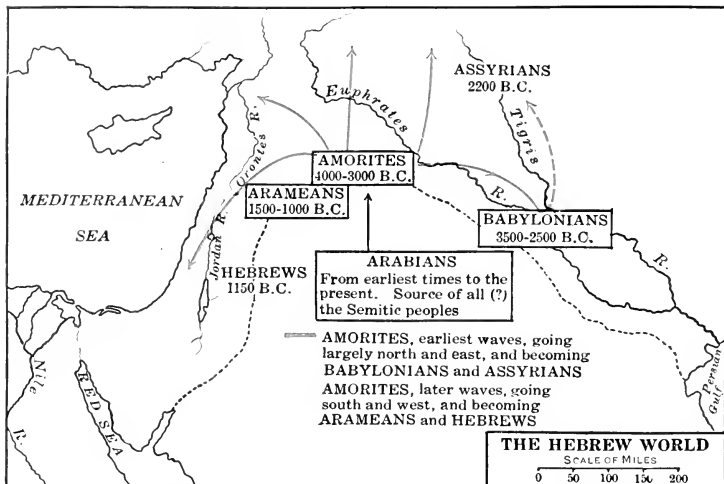 ASSYRIANS
2200 B.C.
Euphrates
R.
Tigris
R.
Orontes R.
AMORITES
4000-3000 B.C.
ARAMEANS
1500-1000 B.C.
MEDITERRANEAN
SEA
BABYLONIANS
3500-2500 B.C.
Jordan R.
HEBREWS
1150 B.C.
ARABIANS
From earliest times to the
present. Source of all (?)
the Semitic peoples
AMORITES, earliest waves, going
largely north and east, and becoming
BABYLONIANS and ASSYRIANS
AMORITES, later waves, going
south and west, and becoming
ARAMEANS and HEBREWS
Persian
Gulf
Nile
R.
RED SEA
THE HEBREW WORLD
SCALE OF MILES
0 50 100 150 200